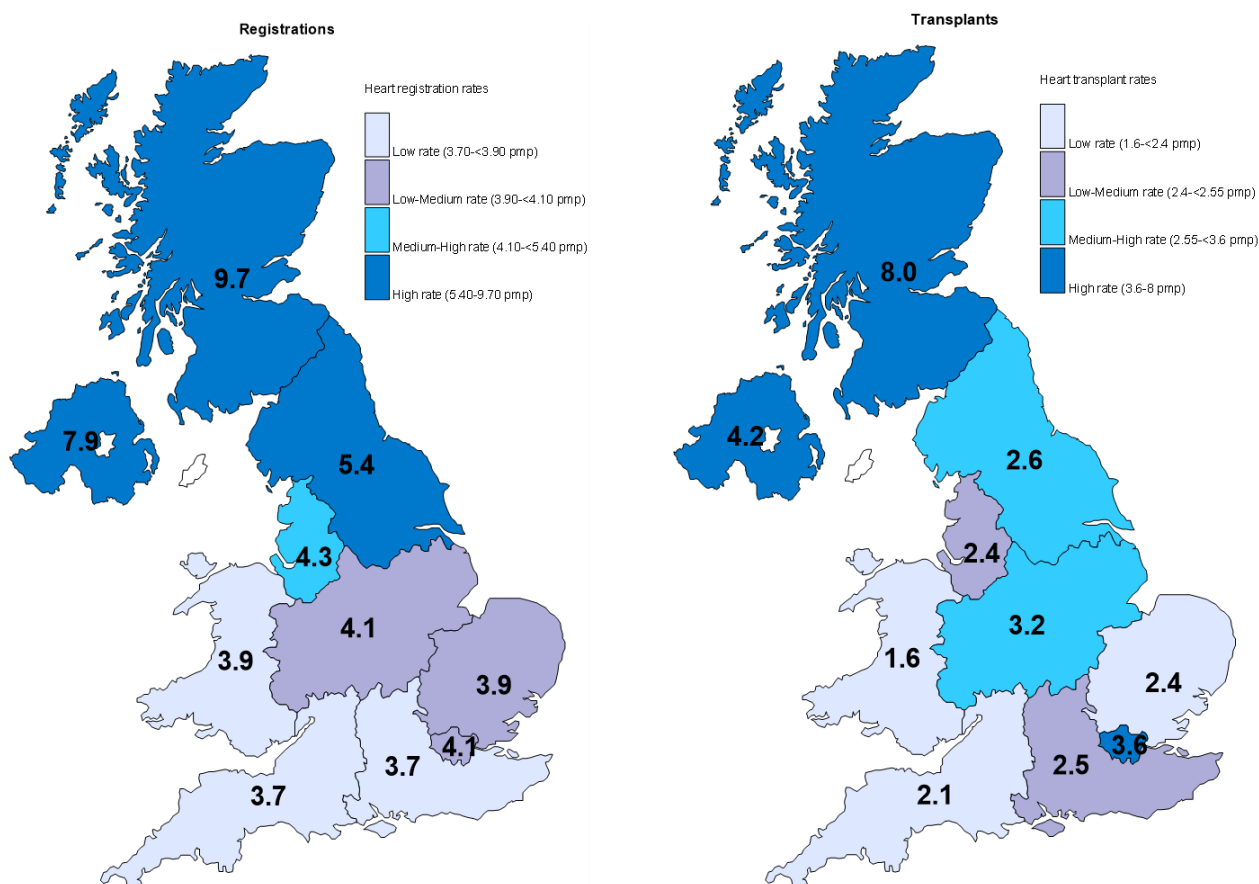 Registrations
Heart registration rates
Low rate (3.70-<3.90 pmp)
Low-Medium rate (3.90-<4.10 pmp)
Medium-High rate (4.10-<5.40 pmp)
High rate (5.40-9.70 pmp)
9.7
7.9
5.4
4.3
4.1
3.9
3.9
4.1
3.7
3.7
Transplants
Heart transplant rates
Low rate (1.6-<2.4 pmp)
Low-Medium rate (2.4-<2.55 pmp)
Medium-High rate (2.55-<3.6 pmp)
High rate (3.6-8 pmp)
8.0
4.2
2.6
2.4
3.2
1.6
2.4
3.6
2.5
2.1